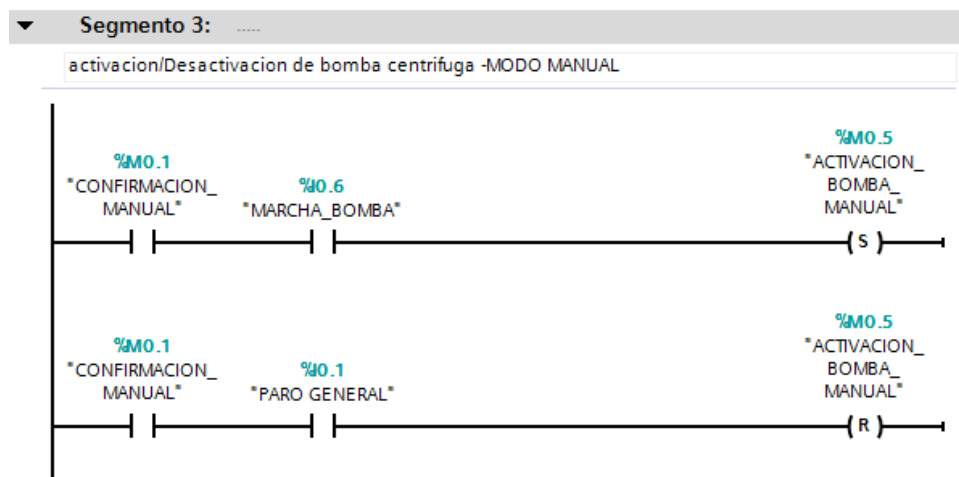 Segmento 3: .....
activacion/Desactivacion de bomba centrifuga -MODO MANUAL
%M0.5
%M0.1
"ACTIVACION_
"CONFIRMACION_
%I0.6
BOMBA_
MANUAL"
"MARCHA_BOMBA"
MANUAL"
( S )
%M0.5
%M0.1
"ACTIVACION_
"CONFIRMACION_
%I0.1
BOMBA_
MANUAL"
"PARO GENERAL"
MANUAL"
( R )